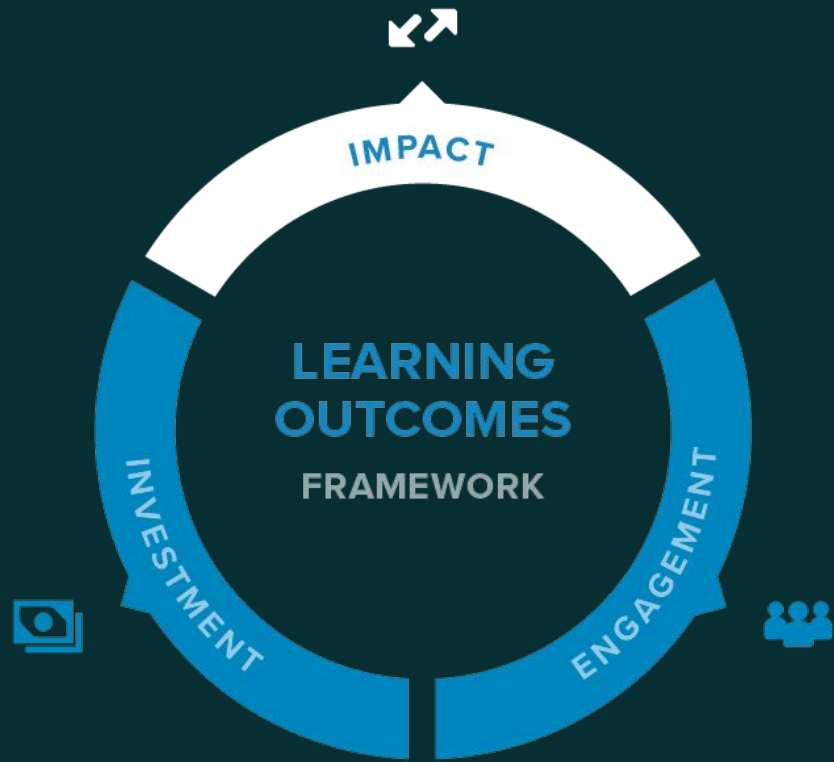 IMPACT
LEARNING
OUTCOMES
FRAMEWORK
INVESTMENT
ENGAGEMENT